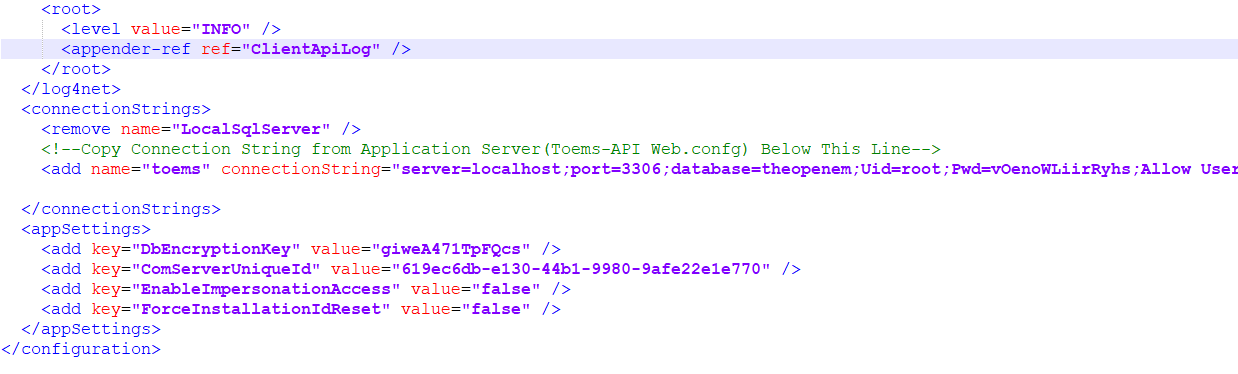 <root>
<level value="INFO" />
<appender-ref ref="ClientApiLog" />
</root>
</log4net>
<connectionStrings>
<remove name="LocalSqlServer" />
<!--Copy Connection String from Application Server(Toems-API Web.confg) Below This Line-->
<add name="toems" connectionString="server=localhost;port=3306;database=theopenem;Uid=root;Pwd=vOenoWLiirRyhs;Allow User
</connectionStrings>
<appSettings>
<add key="DbEncryptionKey" value="giweA471TpFQcs" />
<add key="ComServerUniqueId" value="619ec6db-e130-44b1-9980-9afe22e1e770" />
<add key="EnableImpersonationAccess" value="false" />
<add key="ForceInstallationIdReset" value="false" />
</appSettings>
</configuration>